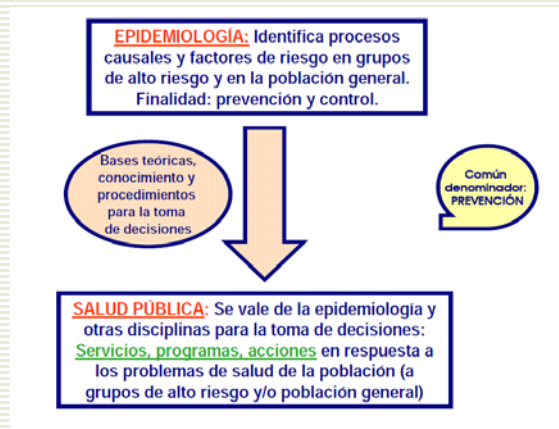 EPIDEMIOLOGÍA: Identifica procesos
causales y factores de riesgo en grupos
de alto riesgo y en la población general.
Finalidad: prevención y control.
Bases teóricas,
conocimiento y
procedimientos
para la toma
de decisiones
Común
denominador:
PREVENCIÓN
SALUD PÚBLICA: Se vale de la epidemiología y
otras disciplinas para la toma de decisiones:
Servicios, programas, acciones en respuesta a
los problemas de salud de la población (a
grupos de alto riesgo y/o población general)